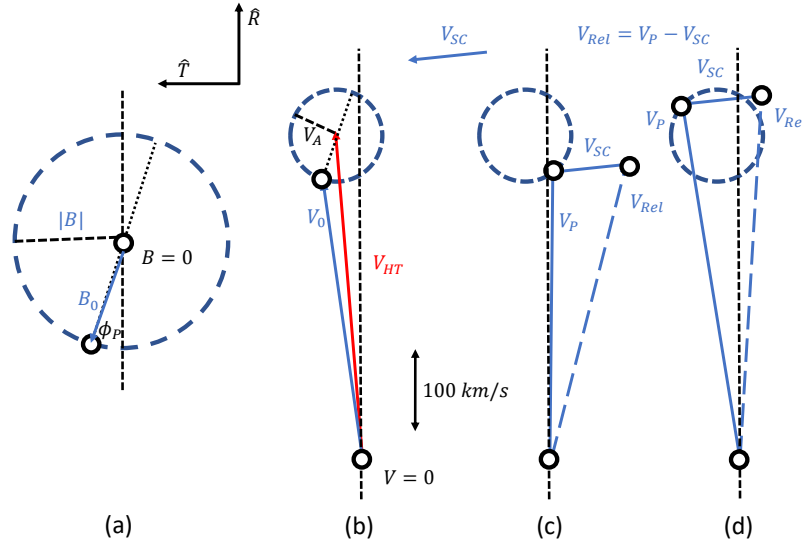 R̂
T̂
V_SC
V_Rel = V_P − V_SC
V_SC
V_P
V_Re
V_A
V_SC
|B|
B = 0
V_0
V_P
V_Rel
V_HT
B_0
ϕ_P
100 km/s
V = 0
(a)
(b)
(c)
(d)